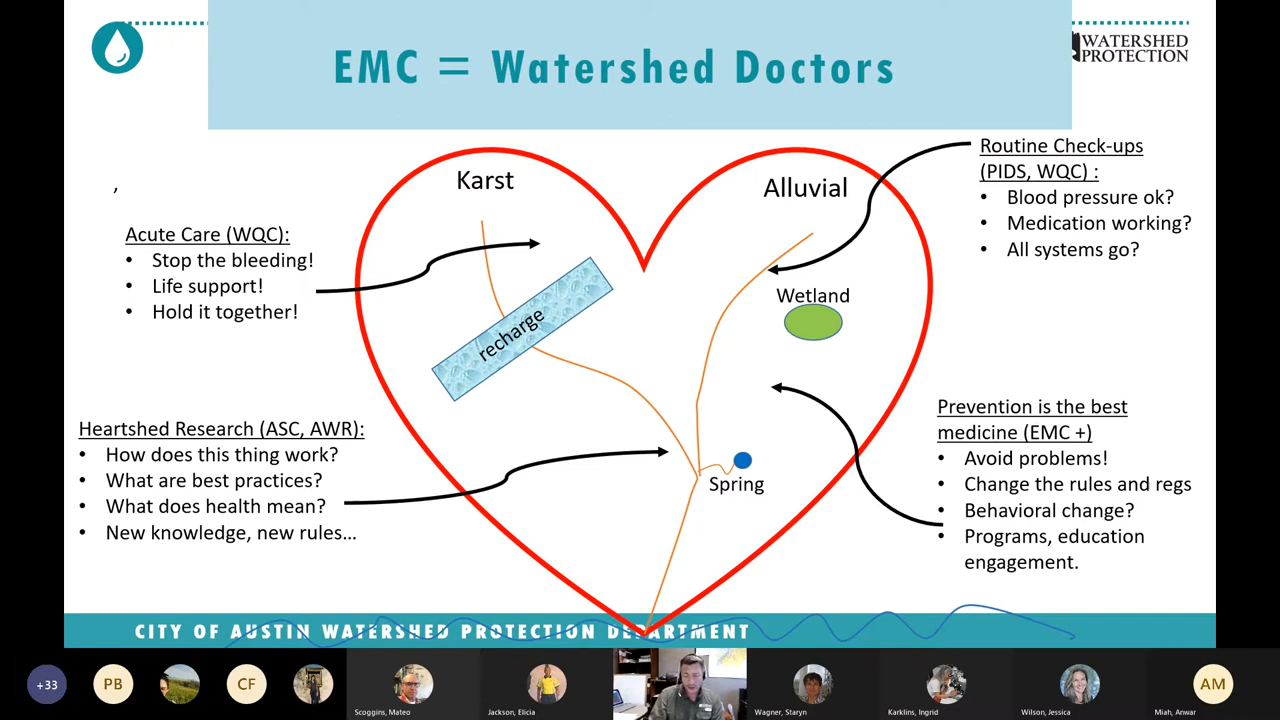 EMC = Watershed Doctors
WATERSHED
PROTECTION
Karst
Alluvial
Routine Check-ups
(PIDS, WQC) :
• Blood pressure ok?
• Medication working?
• All systems go?
,
Acute Care (WQC):
• Stop the bleeding!
• Life support!
• Hold it together!
recharge
Wetland
Heartshed Research (ASC, AWR):
• How does this thing work?
• What are best practices?
• What does health mean?
• New knowledge, new rules…
Spring
Prevention is the best
medicine (EMC +)
• Avoid problems!
• Change the rules and regs
• Behavioral change?
• Programs, education
engagement.
CITY OF AUSTIN WATERSHED PROTECTION DEPARTMENT
+33
PB
CF
Scoggins, Mateo
Jackson, Elicia
Wagner, Staryn
Karklins, Ingrid
Wilson, Jessica
AM
Miah, Anwar